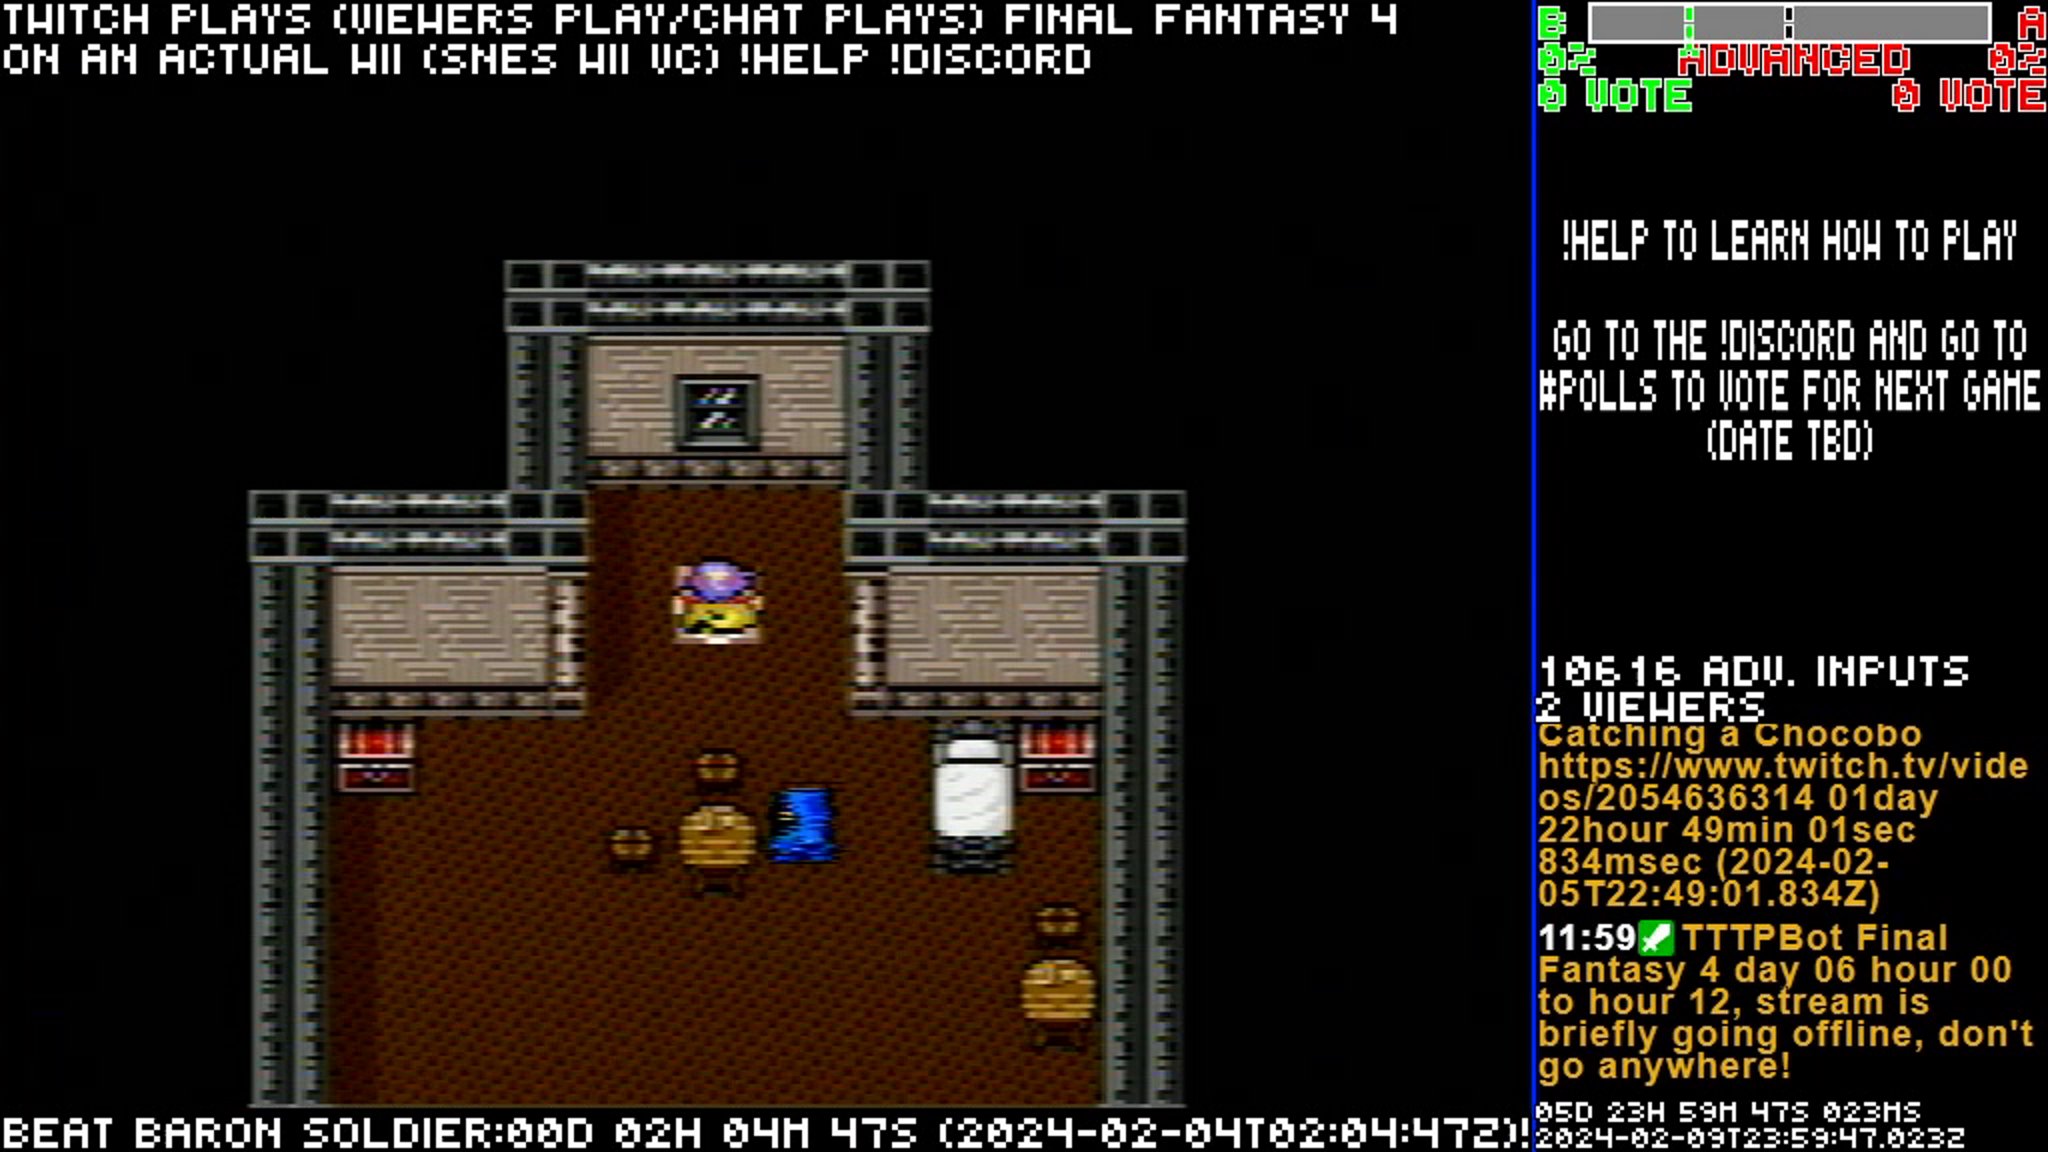 TWITCH PLAYS (VIEWERS PLAY/CHAT PLAYS) FINAL FANTASY 4
ON AN ACTUAL WII (SNES WII VC) !HELP !DISCORD
B A
0% ADVANCED 0%
0 VOTE 0 VOTE
!HELP TO LEARN HOW TO PLAY
GO TO THE !DISCORD AND GO TO
#POLLS TO VOTE FOR NEXT GAME
(DATE TBD)
10616 ADV. INPUTS
2 VIEWERS
Catching a Chocobo
https://www.twitch.tv/vide
os/2054636314 01day
22hour 49min 01sec
834msec (2024-02-
05T22:49:01.834Z)
11:59 TTTPBot Final
Fantasy 4 day 06 hour 00
to hour 12, stream is
briefly going offline, don't
go anywhere!
05D 23H 59M 47S 023MS
2024-02-09T23:59:47.023Z
BEAT BARON SOLDIER:00D 02H 04M 47S (2024-02-04T02:04:47Z)!